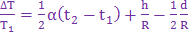 ΔT/T₁ = 1/2 α(t₂ − t₁) + h/R − 1/2 d/R